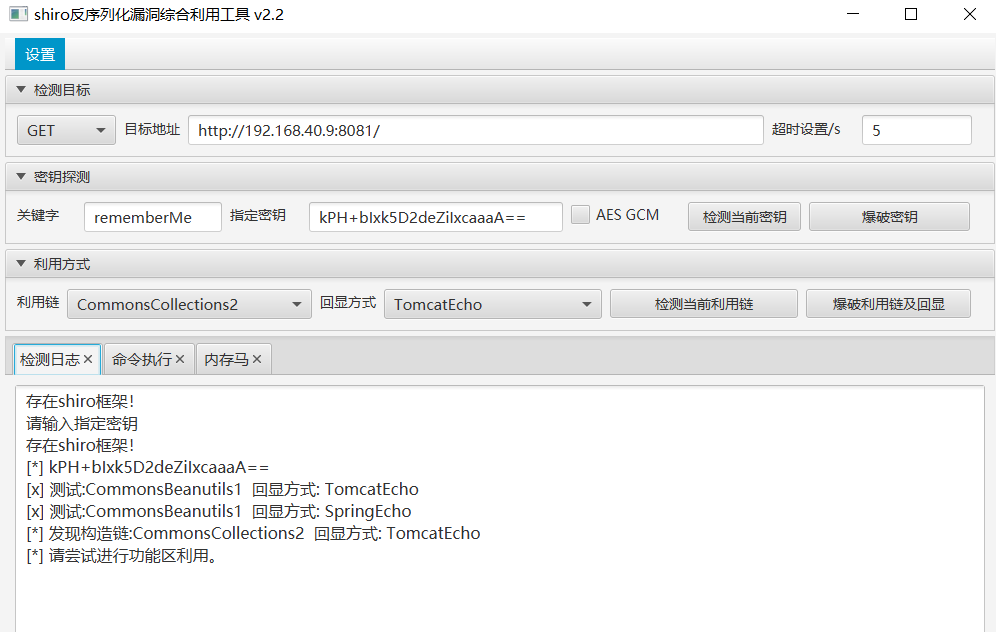 shiro反序列化漏洞综合利用工具 v2.2
设置
检测目标
GET 目标地址 http://192.168.40.9:8081/ 超时设置/s 5
密钥探测
关键字 rememberMe 指定密钥 kPH+bIxk5D2deZiIxcaaaA== AES GCM 检测当前密钥 爆破密钥
利用方式
利用链 CommonsCollections2 回显方式 TomcatEcho 检测当前利用链 爆破利用链及回显
检测日志 命令执行 内存马
存在shiro框架!
请输入指定密钥
存在shiro框架!
[*] kPH+bIxk5D2deZiIxcaaaA==
[x] 测试:CommonsBeanutils1 回显方式: TomcatEcho
[x] 测试:CommonsBeanutils1 回显方式: SpringEcho
[*] 发现构造链:CommonsCollections2 回显方式: TomcatEcho
[*] 请尝试进行功能区利用。